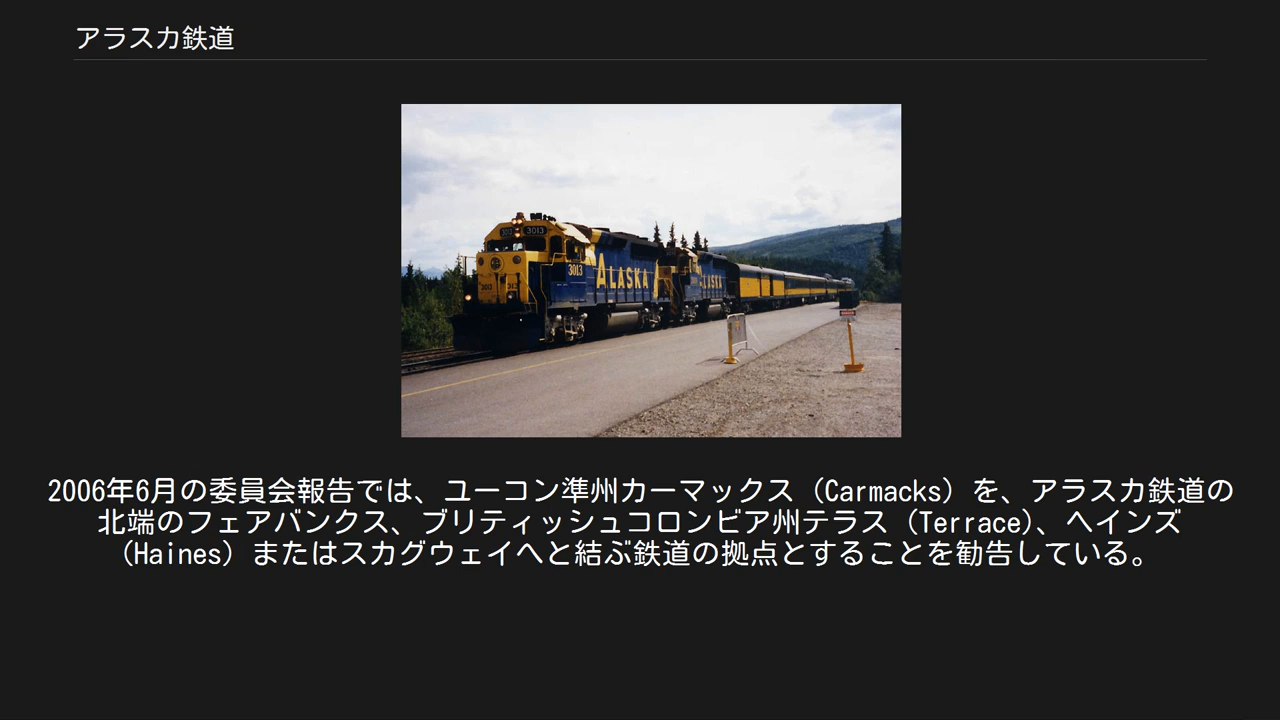 アラスカ鉄道
3013
3013
ALASKA
2006年6月の委員会報告では、ユーコン準州カーマックス（Carmacks）を、アラスカ鉄道の
北端のフェアバンクス、ブリティッシュコロンビア州テラス（Terrace）、ヘインズ
（Haines）またはスカグウェイへと結ぶ鉄道の拠点とすることを勧告している。